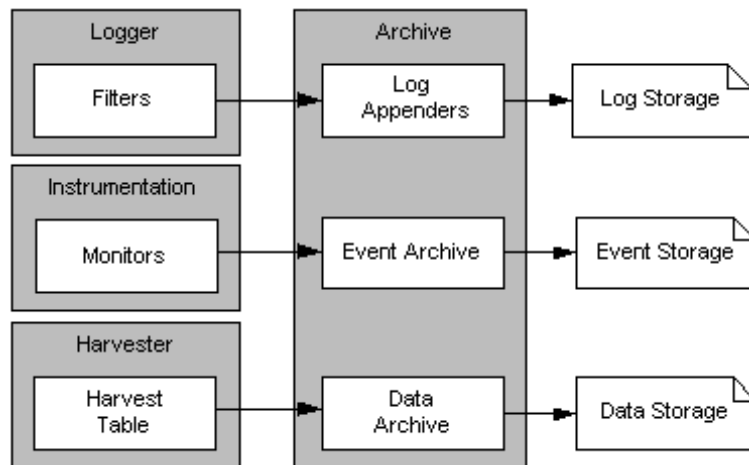 Logger
Archive
Filters
Log
Appenders
Log Storage
Instrumentation
Monitors
Event Archive
Event Storage
Harvester
Harvest
Table
Data
Archive
Data Storage